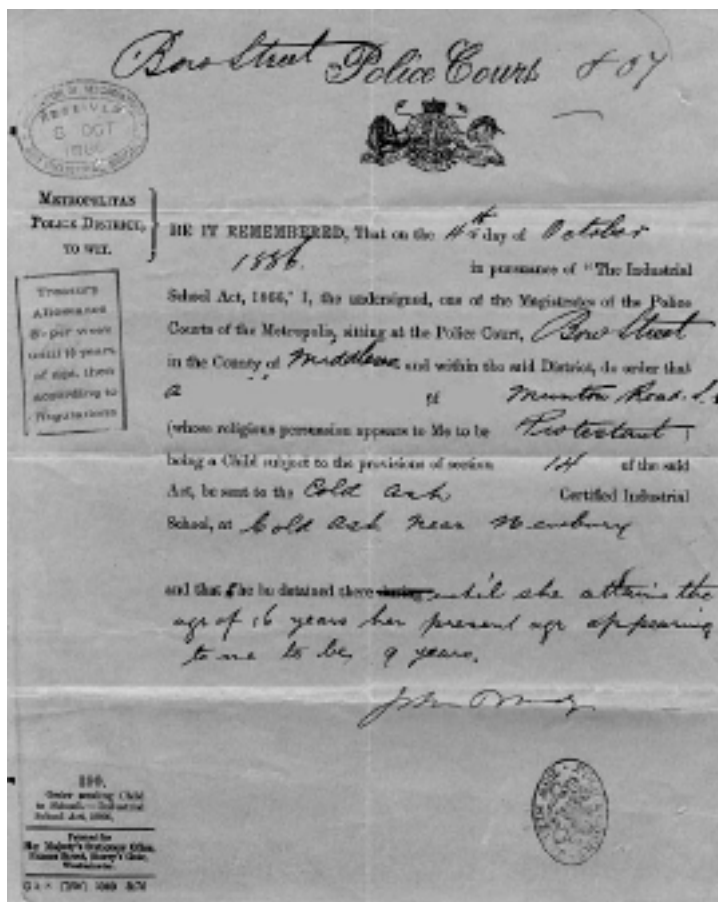 Bow Street Police Court 807
RECEIVED
6 OCT
1886
METROPOLITAN
POLICE DISTRICT,
TO WIT.
BE IT REMEMBERED, That on the 4th day of October
1886 in pursuance of "The Industrial
School Act, 1866," I, the undersigned, one of the Magistrates of the Police
Courts of the Metropolis, sitting at the Police Court, Bow Street
in the County of Middlesex and within the said District, do order that
a of Munton Road.
(whose religious persuasion appears to Me to be Protestant)
being a Child subject to the provisions of section 14 of the said
Act, be sent to the Cold Ash Certified Industrial
School, at Cold Ash near Newbury
and that She be detained there during until she attains the
age of 16 years her present age appearing
to me to be 9 years.
John
Treasury
Allowance
per week
until 10 years
of age, then
according to
Regulations
190.
Order sending Child
to School.—Industrial
School Act, 1866.
Printed for
Her Majesty's Stationery Office,